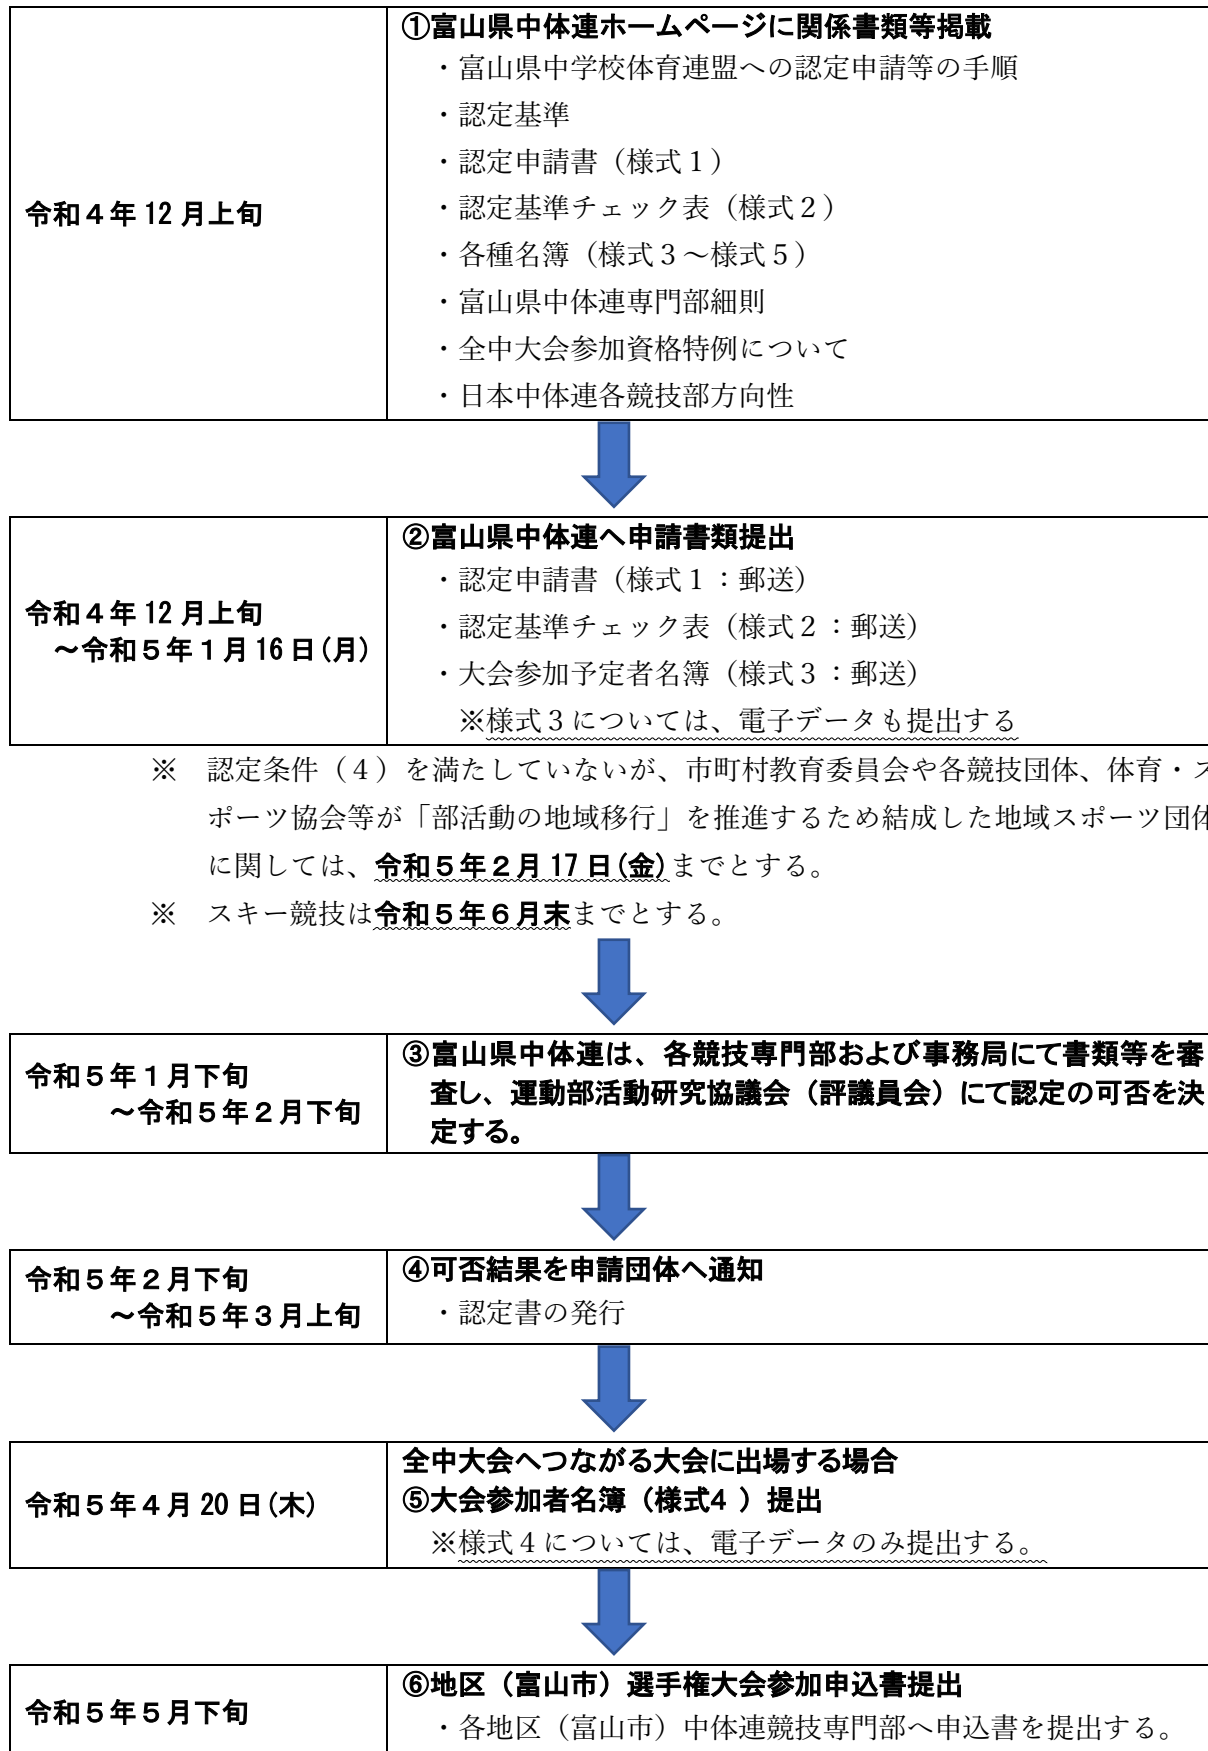 ①富山県中体連ホームページに関係書類等掲載
・富山県中学校体育連盟への認定申請等の手順
・認定基準
・認定申請書（様式１）
令和４年 12 月上旬
・認定基準チェック表（様式２）
・各種名簿（様式３～様式５）
・富山県中体連専門部細則
・全中大会参加資格特例について
・日本中体連各競技部方向性
②富山県中体連へ申請書類提出
・認定申請書（様式１：郵送）
令和４年 12 月上旬
～令和５年１月 16 日(月)
・認定基準チェック表（様式２：郵送）
・大会参加予定者名簿（様式３：郵送）
※様式３については、電子データも提出する
※　認定条件（４）を満たしていないが、市町村教育委員会や各競技団体、体育・ス
ポーツ協会等が「部活動の地域移行」を推進するため結成した地域スポーツ団体
に関しては、令和５年２月 17 日(金)までとする。
※　スキー競技は令和５年６月末までとする。
令和５年１月下旬
～令和５年２月下旬
③富山県中体連は、各競技専門部および事務局にて書類等を審
査し、運動部活動研究協議会（評議員会）にて認定の可否を決
定する。
令和５年２月下旬
～令和５年３月上旬
④可否結果を申請団体へ通知
・認定書の発行
令和５年４月 20 日(木)
全中大会へつながる大会に出場する場合
⑤大会参加者名簿（様式4 ）提出
※様式４については、電子データのみ提出する。
令和５年５月下旬
⑥地区（富山市）選手権大会参加申込書提出
・各地区（富山市）中体連競技専門部へ申込書を提出する。